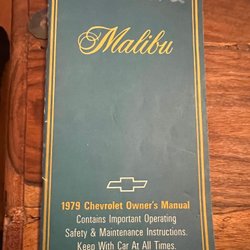 Malibu
1979 Chevrolet Owner's Manual
Contains Important Operating
Safety & Maintenance Instructions.
Keep With Car At All Times.